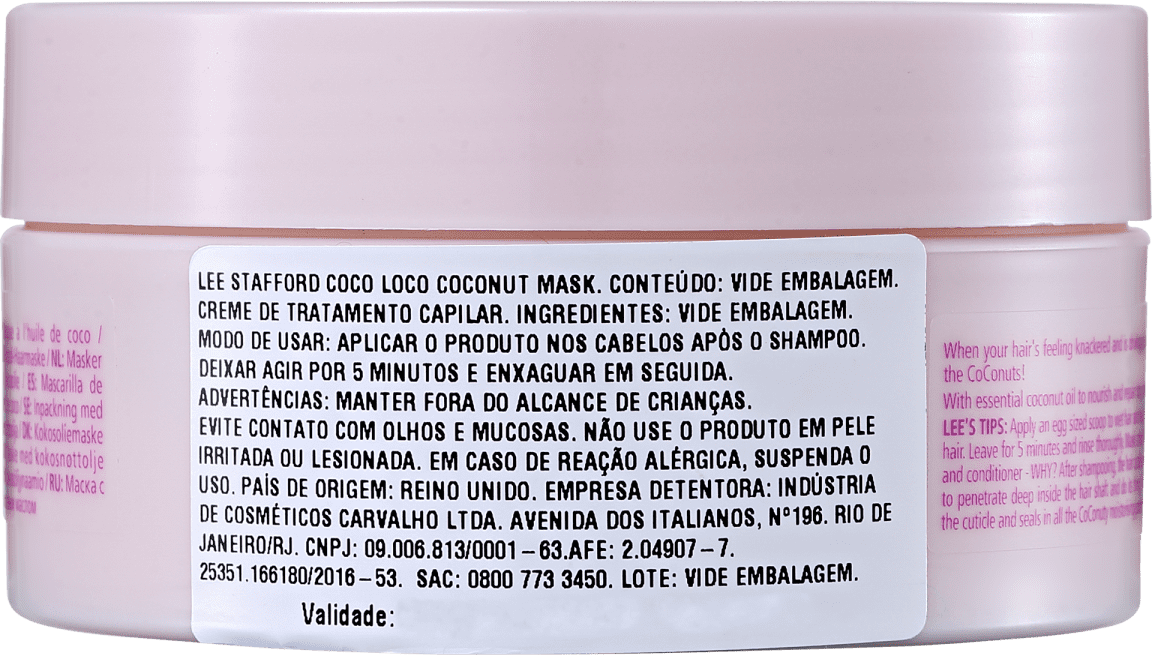 LEE STAFFORD COCO LOCO COCONUT MASK. CONTEÚDO: VIDE EMBALAGEM.
CREME DE TRATAMENTO CAPILAR. INGREDIENTES: VIDE EMBALAGEM.
MODO DE USAR: APLICAR O PRODUTO NOS CABELOS APÒS O SHAMPOO.
DEIXAR AGIR POR 5 MINUTOS E ENXAGUAR EM SEGUIDA.
ADVERTÊNCIAS: MANTER FORA DO ALCANCE DE CRIANÇAS.
EVITE CONTATO COM OLHOS E MUCOSAS. NÃO USE O PRODUTO EM PELE
IRRITADA OU LESIONADA. EM CASO DE REAÇÃO ALÉRGICA, SUSPENDA O
USO. PAÍS DE ORIGEM: REINO UNIDO. EMPRESA DETENTORA: INDÚSTRIA
DE COSMÉTICOS CARVALHO LTDA. AVENIDA DOS ITALIANOS, Nº196. RIO DE
JANEIRO/RJ. CNPJ: 09.006.813/0001–63.AFE: 2.04907–7.
25351.166180/2016–53. SAC: 0800 773 3450. LOTE: VIDE EMBALAGEM.
Validade:
a l'huile de coco /
Haarmaske / NL: Masker
/ ES: Mascarilla de
/ SE: Inpackning med
/ DK: Kokosoliemaske
med kokosnottolje
/ RU: Маска с
When your hair's feeling knackered and
the CoConuts!
With essential coconut oil to nourish and
LEE'S TIPS: Apply an egg sized scoop to wet hair
hair. Leave for 5 minutes and rinse thoroughly.
and conditioner - WHY? After shampooing, the hair
to penetrate deep inside the hair shaft and
the cuticle and seals in all the CoConuty